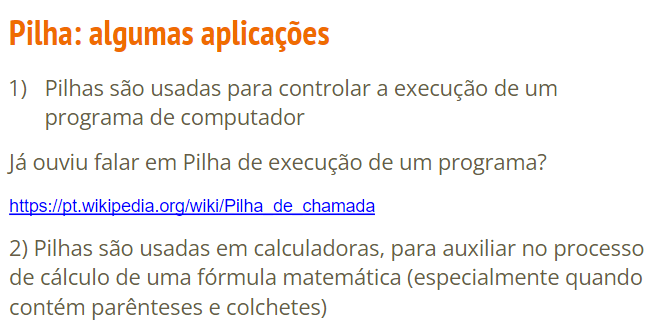 Pilha: algumas aplicações
1) Pilhas são usadas para controlar a execução de um
programa de computador
Já ouviu falar em Pilha de execução de um programa?
https://pt.wikipedia.org/wiki/Pilha_de_chamada
2) Pilhas são usadas em calculadoras, para auxiliar no processo
de cálculo de uma fórmula matemática (especialmente quando
contém parênteses e colchetes)